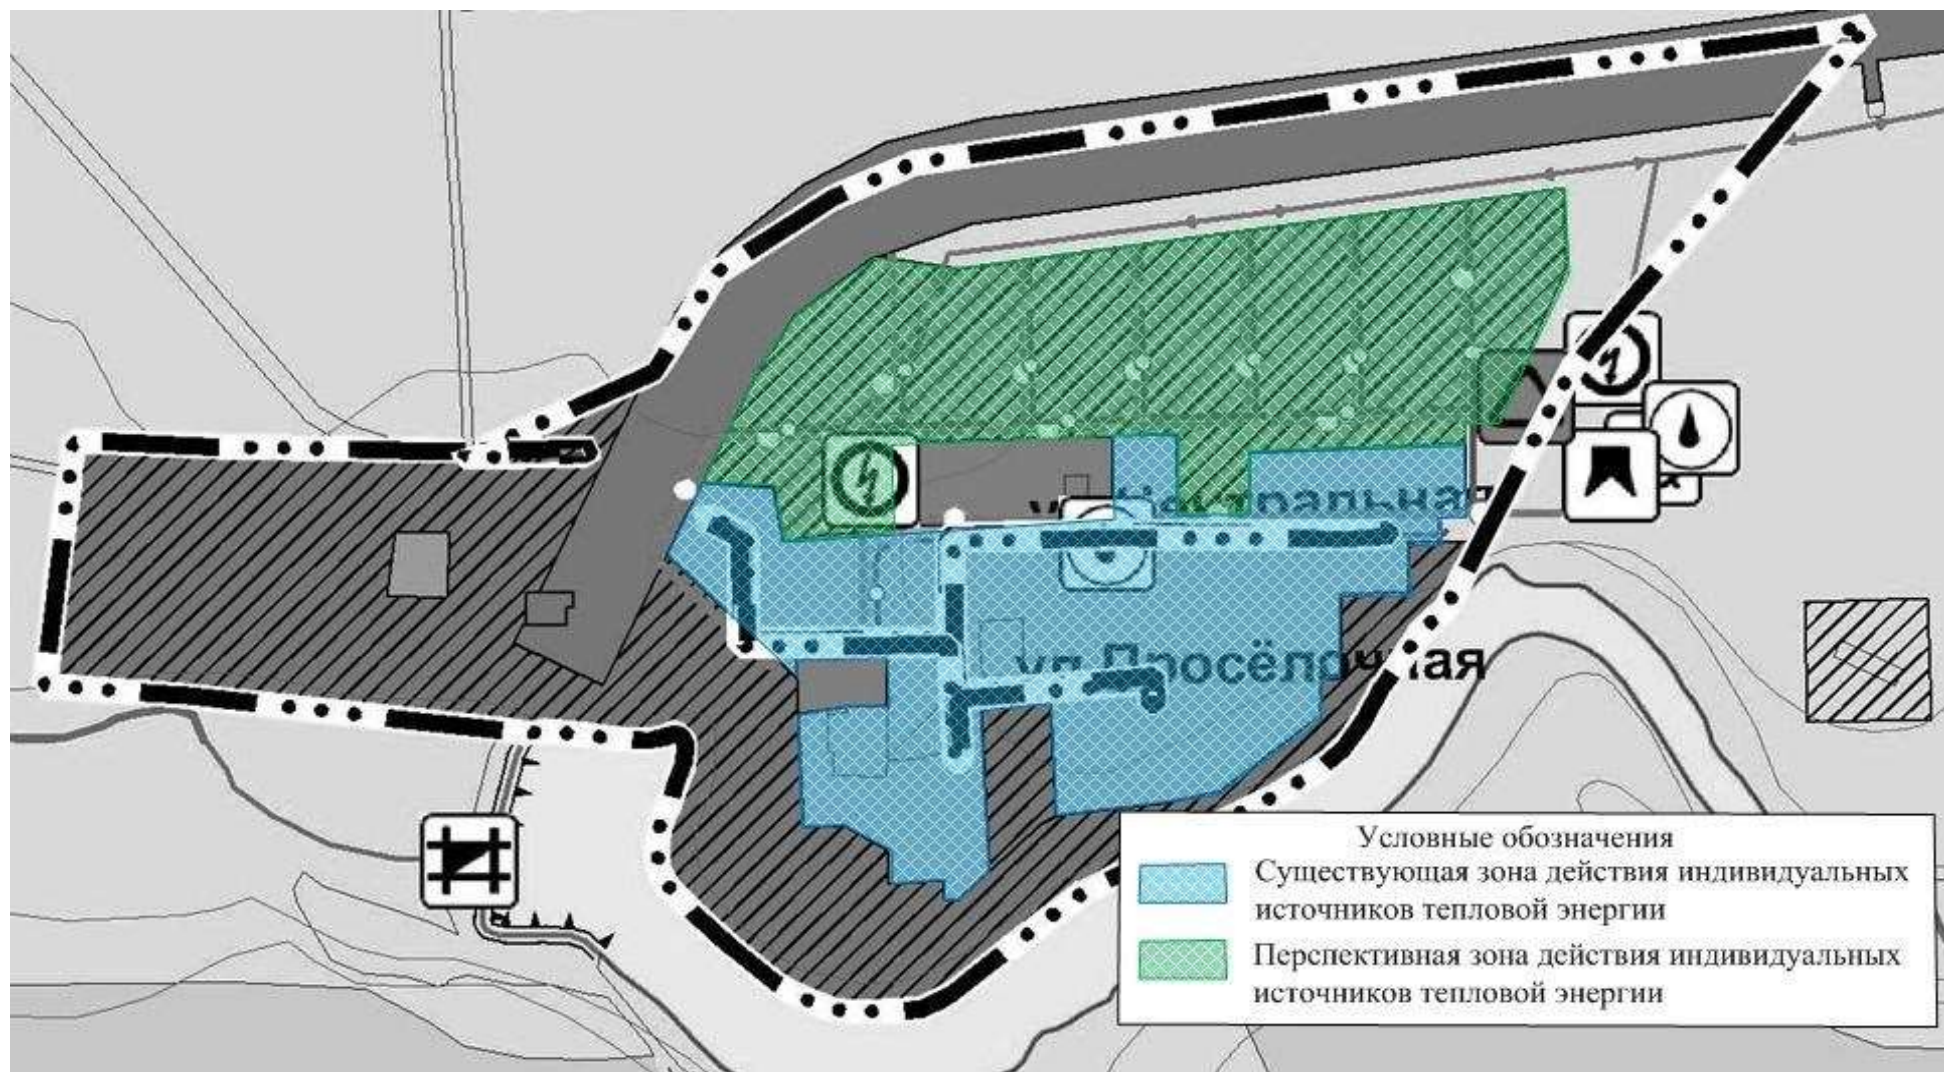 ул Центральная
ул Просёлочная
Условные обозначения
Существующая зона действия индивидуальных
источников тепловой энергии
Перспективная зона действия индивидуальных
источников тепловой энергии